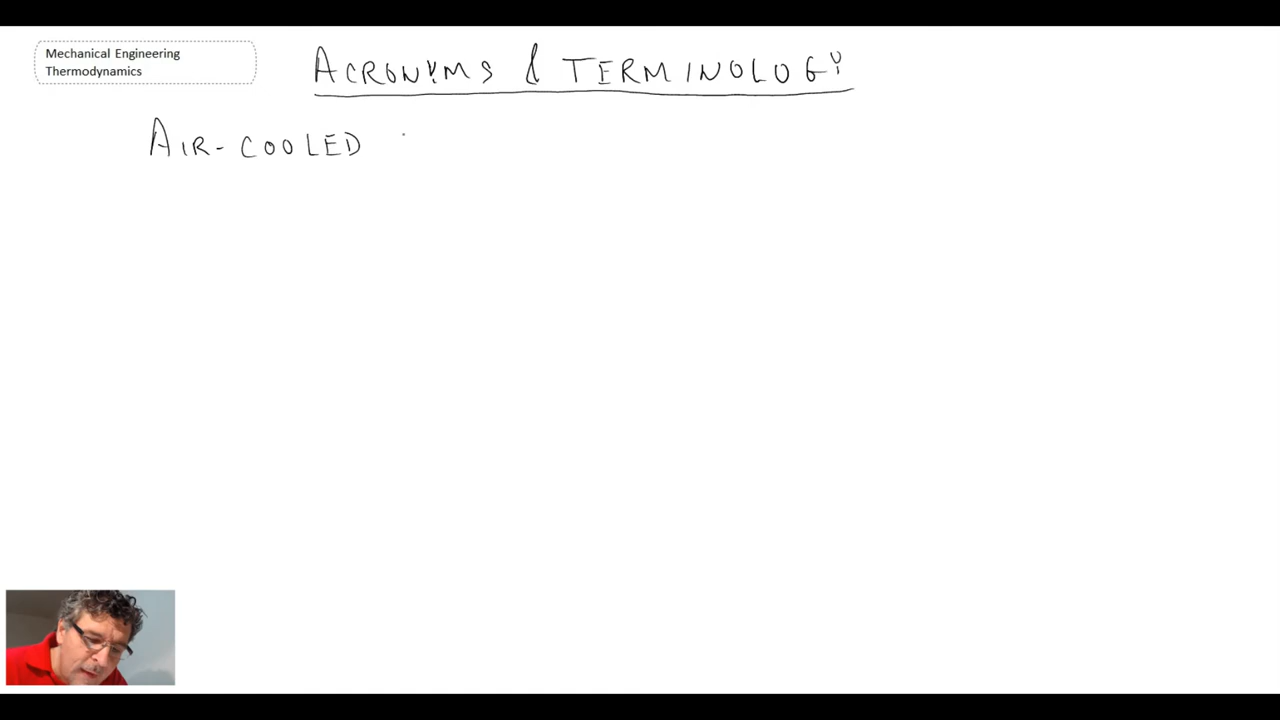 Mechanical Engineering
Thermodynamics
ACRONYMS & TERMINOLOGY
AIR-COOLED